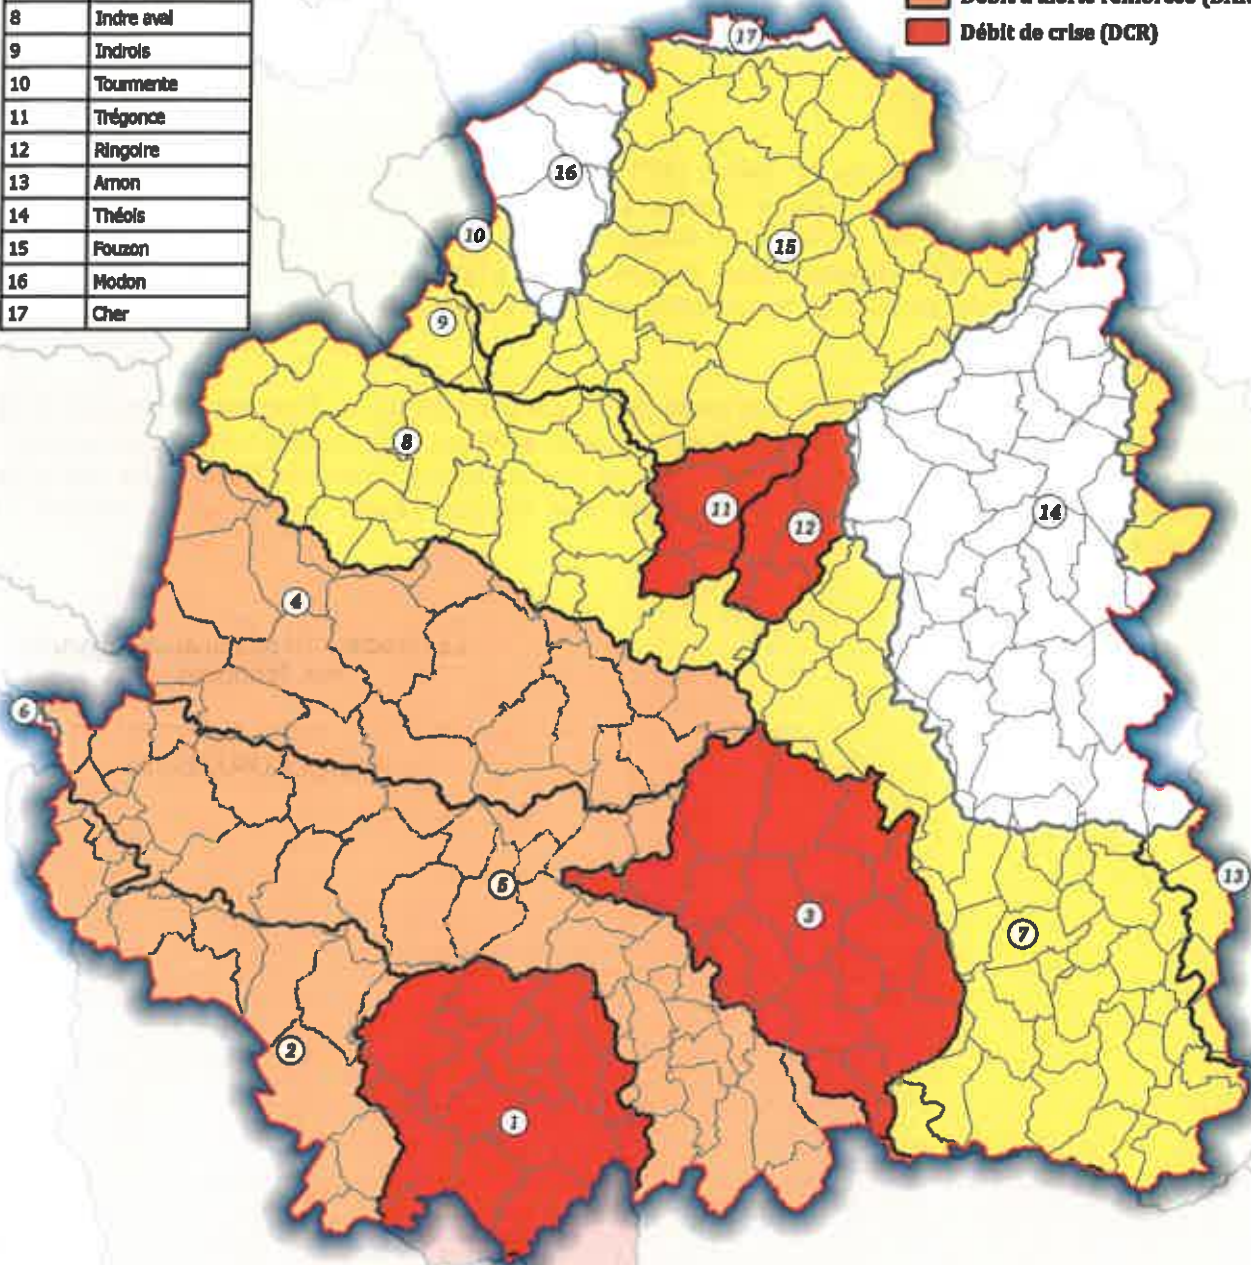 8 Indre aval
9 Indrois
10 Tourmente
11 Trégonce
12 Ringoire
13 Arnon
14 Théols
15 Fouzon
16 Modon
17 Cher
Débit de crise (DCR)
17
16
10
15
9
8
11
12
14
4
6
5
3
13
7
2
1